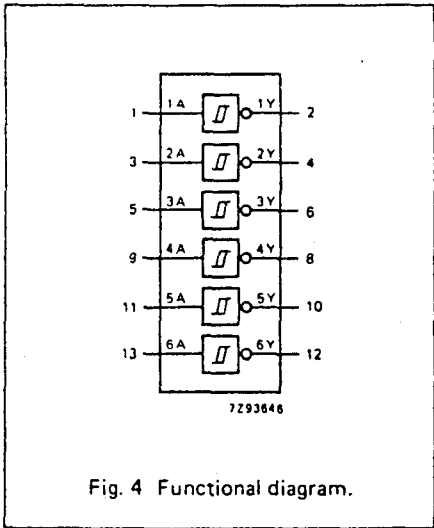 1 1A 1Y 2
3 2A 2Y 4
5 3A 3Y 6
9 4A 4Y 8
11 5A 5Y 10
13 6A 6Y 12
7Z93646
Fig. 4 Functional diagram.